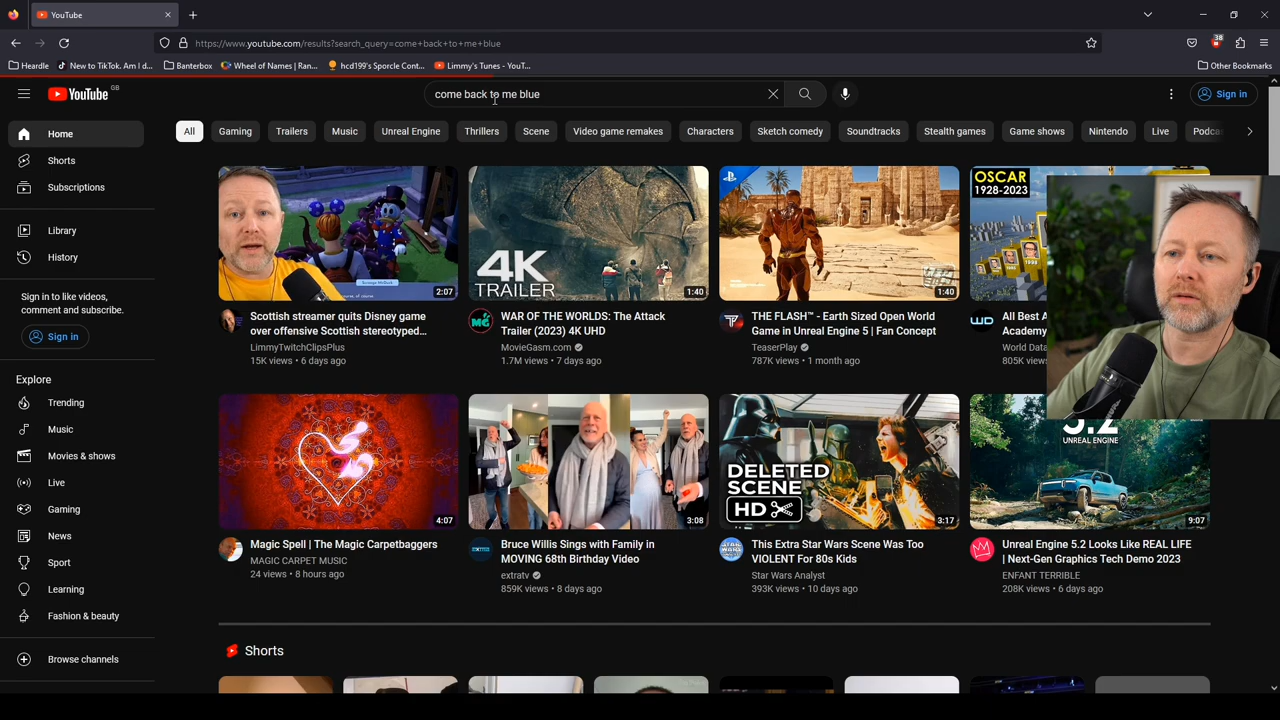 YouTube
https://www.youtube.com/results?search_query=come+back+to+me+blue
38
Heardle
New to TikTok. Am I d...
Banterbox
Wheel of Names | Ran...
hcd199's Sporcle Cont...
Limmy's Tunes - YouT...
Other Bookmarks
YouTube GB
come back to me blue
Sign in
All
Gaming
Trailers
Music
Unreal Engine
Thrillers
Scene
Video game remakes
Characters
Sketch comedy
Soundtracks
Stealth games
Game shows
Nintendo
Live
Home
Shorts
Subscriptions
Library
History
Sign in to like videos,
comment and subscribe.
Sign in
Explore
Trending
Music
Movies & shows
Live
Gaming
News
Sport
Learning
Fashion & beauty
Browse channels
2:07
Scottish streamer quits Disney game
over offensive Scottish stereotyped...
LimmyTwitchClipsPlus
15K views • 6 days ago
4K
TRAILER
1:40
WAR OF THE WORLDS: The Attack
Trailer (2023) 4K UHD
MovieGasm.com
1.7M views • 7 days ago
1:40
THE FLASH™ - Earth Sized Open World
Game in Unreal Engine 5 | Fan Concept
TeaserPlay
787K views • 1 month ago
OSCAR
1928-2023
All Best A
Academy
World Data
805K views
4:07
Magic Spell | The Magic Carpetbaggers
MAGIC CARPET MUSIC
24 views • 8 hours ago
3:08
Bruce Willis Sings with Family in
MOVING 68th Birthday Video
extratv
859K views • 8 days ago
DELETED
SCENE
HD
3:17
This Extra Star Wars Scene Was Too
VIOLENT For 80s Kids
Star Wars Analyst
393K views • 10 days ago
5.2
UNREAL ENGINE
9:07
Unreal Engine 5.2 Looks Like REAL LIFE
| Next-Gen Graphics Tech Demo 2023
ENFANT TERRIBLE
208K views • 6 days ago
Shorts